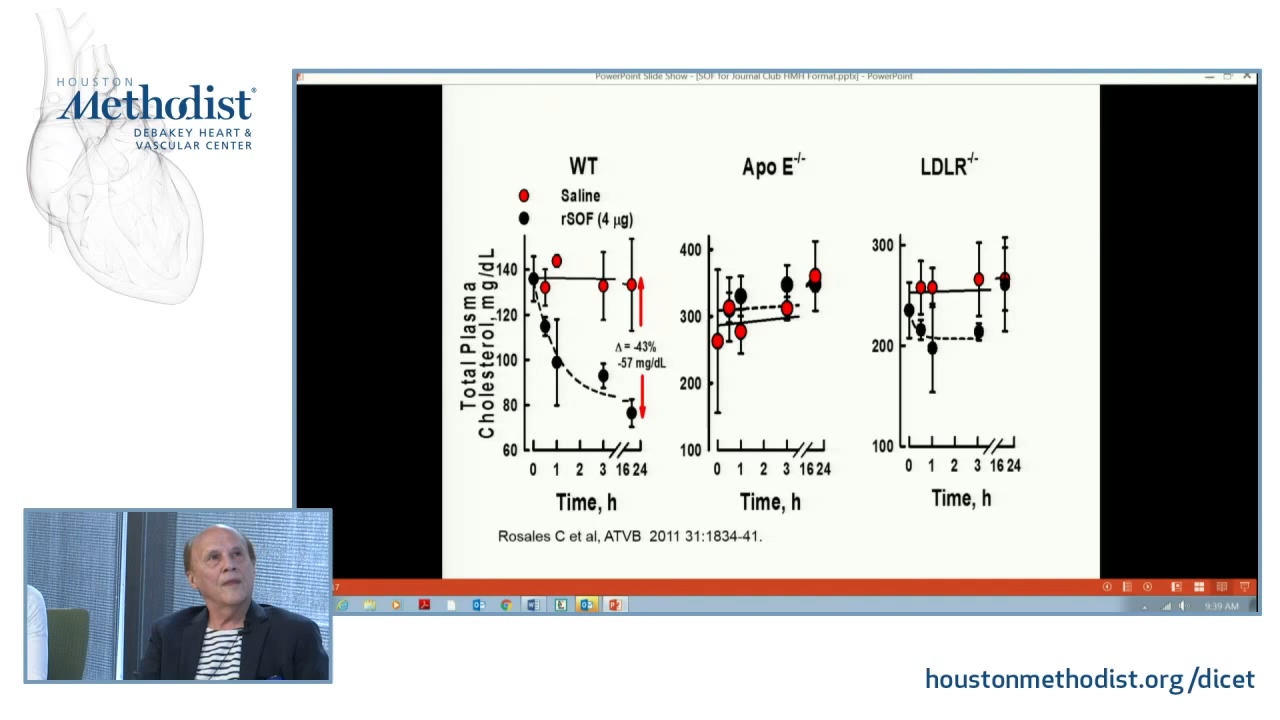 HOUSTON
Methodist®
DEBAKEY HEART &
VASCULAR CENTER
PowerPoint Slide Show - [SOF for Journal Club HMH Format.pptx] - PowerPoint
WT
Apo E-/-
LDLR-/-
Saline
rSOF (4 µg)
Total Plasma
Cholesterol, mg/dL
140
120
100
80
60
Δ = -43%
-57 mg/dL
0 1 2 3 16 24
Time, h
400
300
200
100
0 1 2 3 16 24
Time, h
300
200
100
0 1 2 3 16 24
Time, h
Rosales C et al, ATVB 2011 31:1834-41.
9:39 AM
houstonmethodist.org/dicet